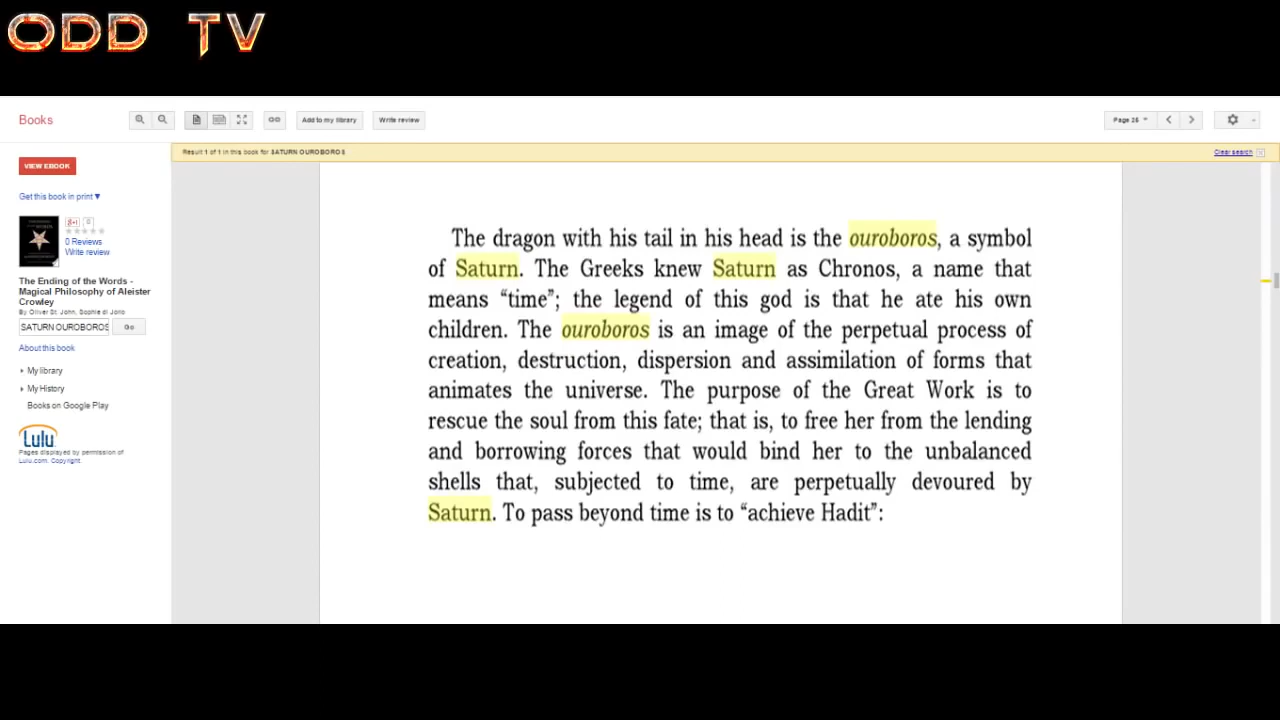 ODD TV
Books
Add to my library
Write review
Page 25
Result 1 of 1 in this book for SATURN OUROBOROS
Clear search
VIEW EBOOK
Get this book in print ▼
0 Reviews
Write review
The Ending of the Words -
Magical Philosophy of Aleister
Crowley
By Oliver St. John, Sophie di Jorio
SATURN OUROBOROS
Go
About this book
My library
My History
Books on Google Play
Lulu
Pages displayed by permission of
Lulu.com. Copyright.
The dragon with his tail in his head is the ouroboros, a symbol
of Saturn. The Greeks knew Saturn as Chronos, a name that
means “time”; the legend of this god is that he ate his own
children. The ouroboros is an image of the perpetual process of
creation, destruction, dispersion and assimilation of forms that
animates the universe. The purpose of the Great Work is to
rescue the soul from this fate; that is, to free her from the lending
and borrowing forces that would bind her to the unbalanced
shells that, subjected to time, are perpetually devoured by
Saturn. To pass beyond time is to “achieve Hadit”: